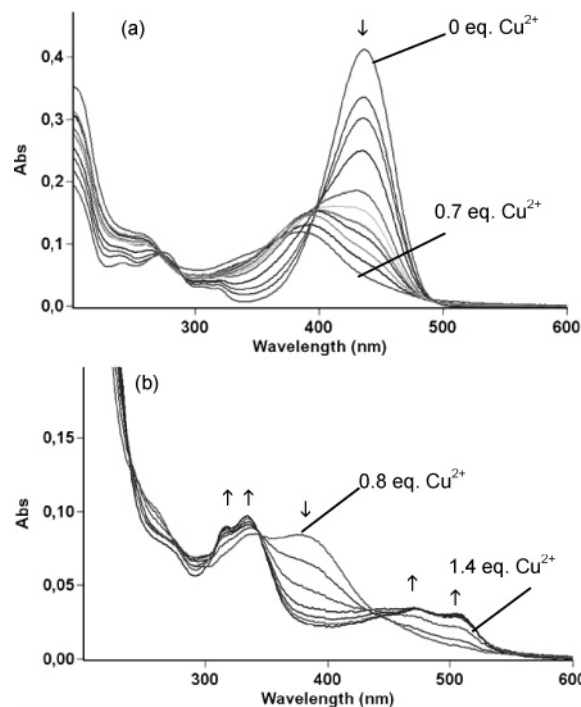 (a)
↓
0 eq. Cu²⁺
0,4
0,3
Abs
0,2
0.7 eq. Cu²⁺
0,1
0,0
300 400 500 600
Wavelength (nm)
(b)
0,15
0.8 eq. Cu²⁺
↑ ↑ ↓
0,10
Abs
1.4 eq. Cu²⁺
↑ ↑
0,05
0,00
300 400 500 600
Wavelength (nm)